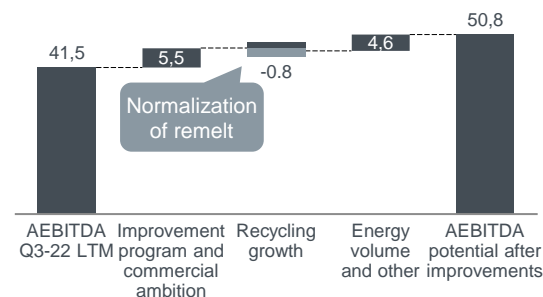 41,5
5,5
-0.8
4,6
50,8
Normalization
of remelt
AEBITDA
Q3-22 LTM
Improvement
program and
commercial
ambition
Recycling
growth
Energy
volume
and other
AEBITDA
potential after
improvements